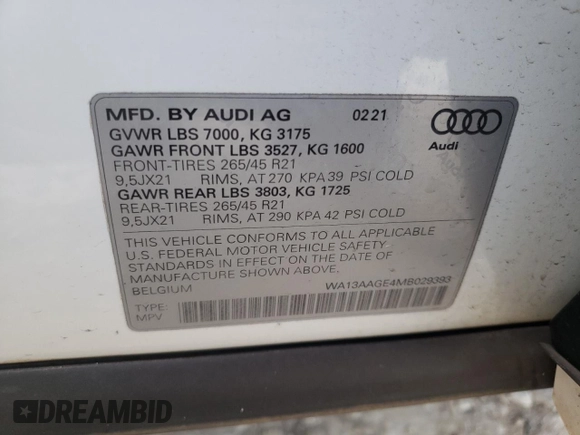 MFD. BY AUDI AG 02 21
GVWR LBS 7000, KG 3175
GAWR FRONT LBS 3527, KG 1600
FRONT-TIRES 265/45 R21
9,5JX21 RIMS, AT 270 KPA 39 PSI COLD
GAWR REAR LBS 3803, KG 1725
REAR-TIRES 265/45 R21
9,5JX21 RIMS, AT 290 KPA 42 PSI COLD
Audi
THIS VEHICLE CONFORMS TO ALL APPLICABLE
U.S. FEDERAL MOTOR VEHICLE SAFETY
STANDARDS IN EFFECT ON THE DATE OF
MANUFACTURE SHOWN ABOVE.
BELGIUM WA13AAGE4MB029393
TYPE:
MPV
DREAMBID